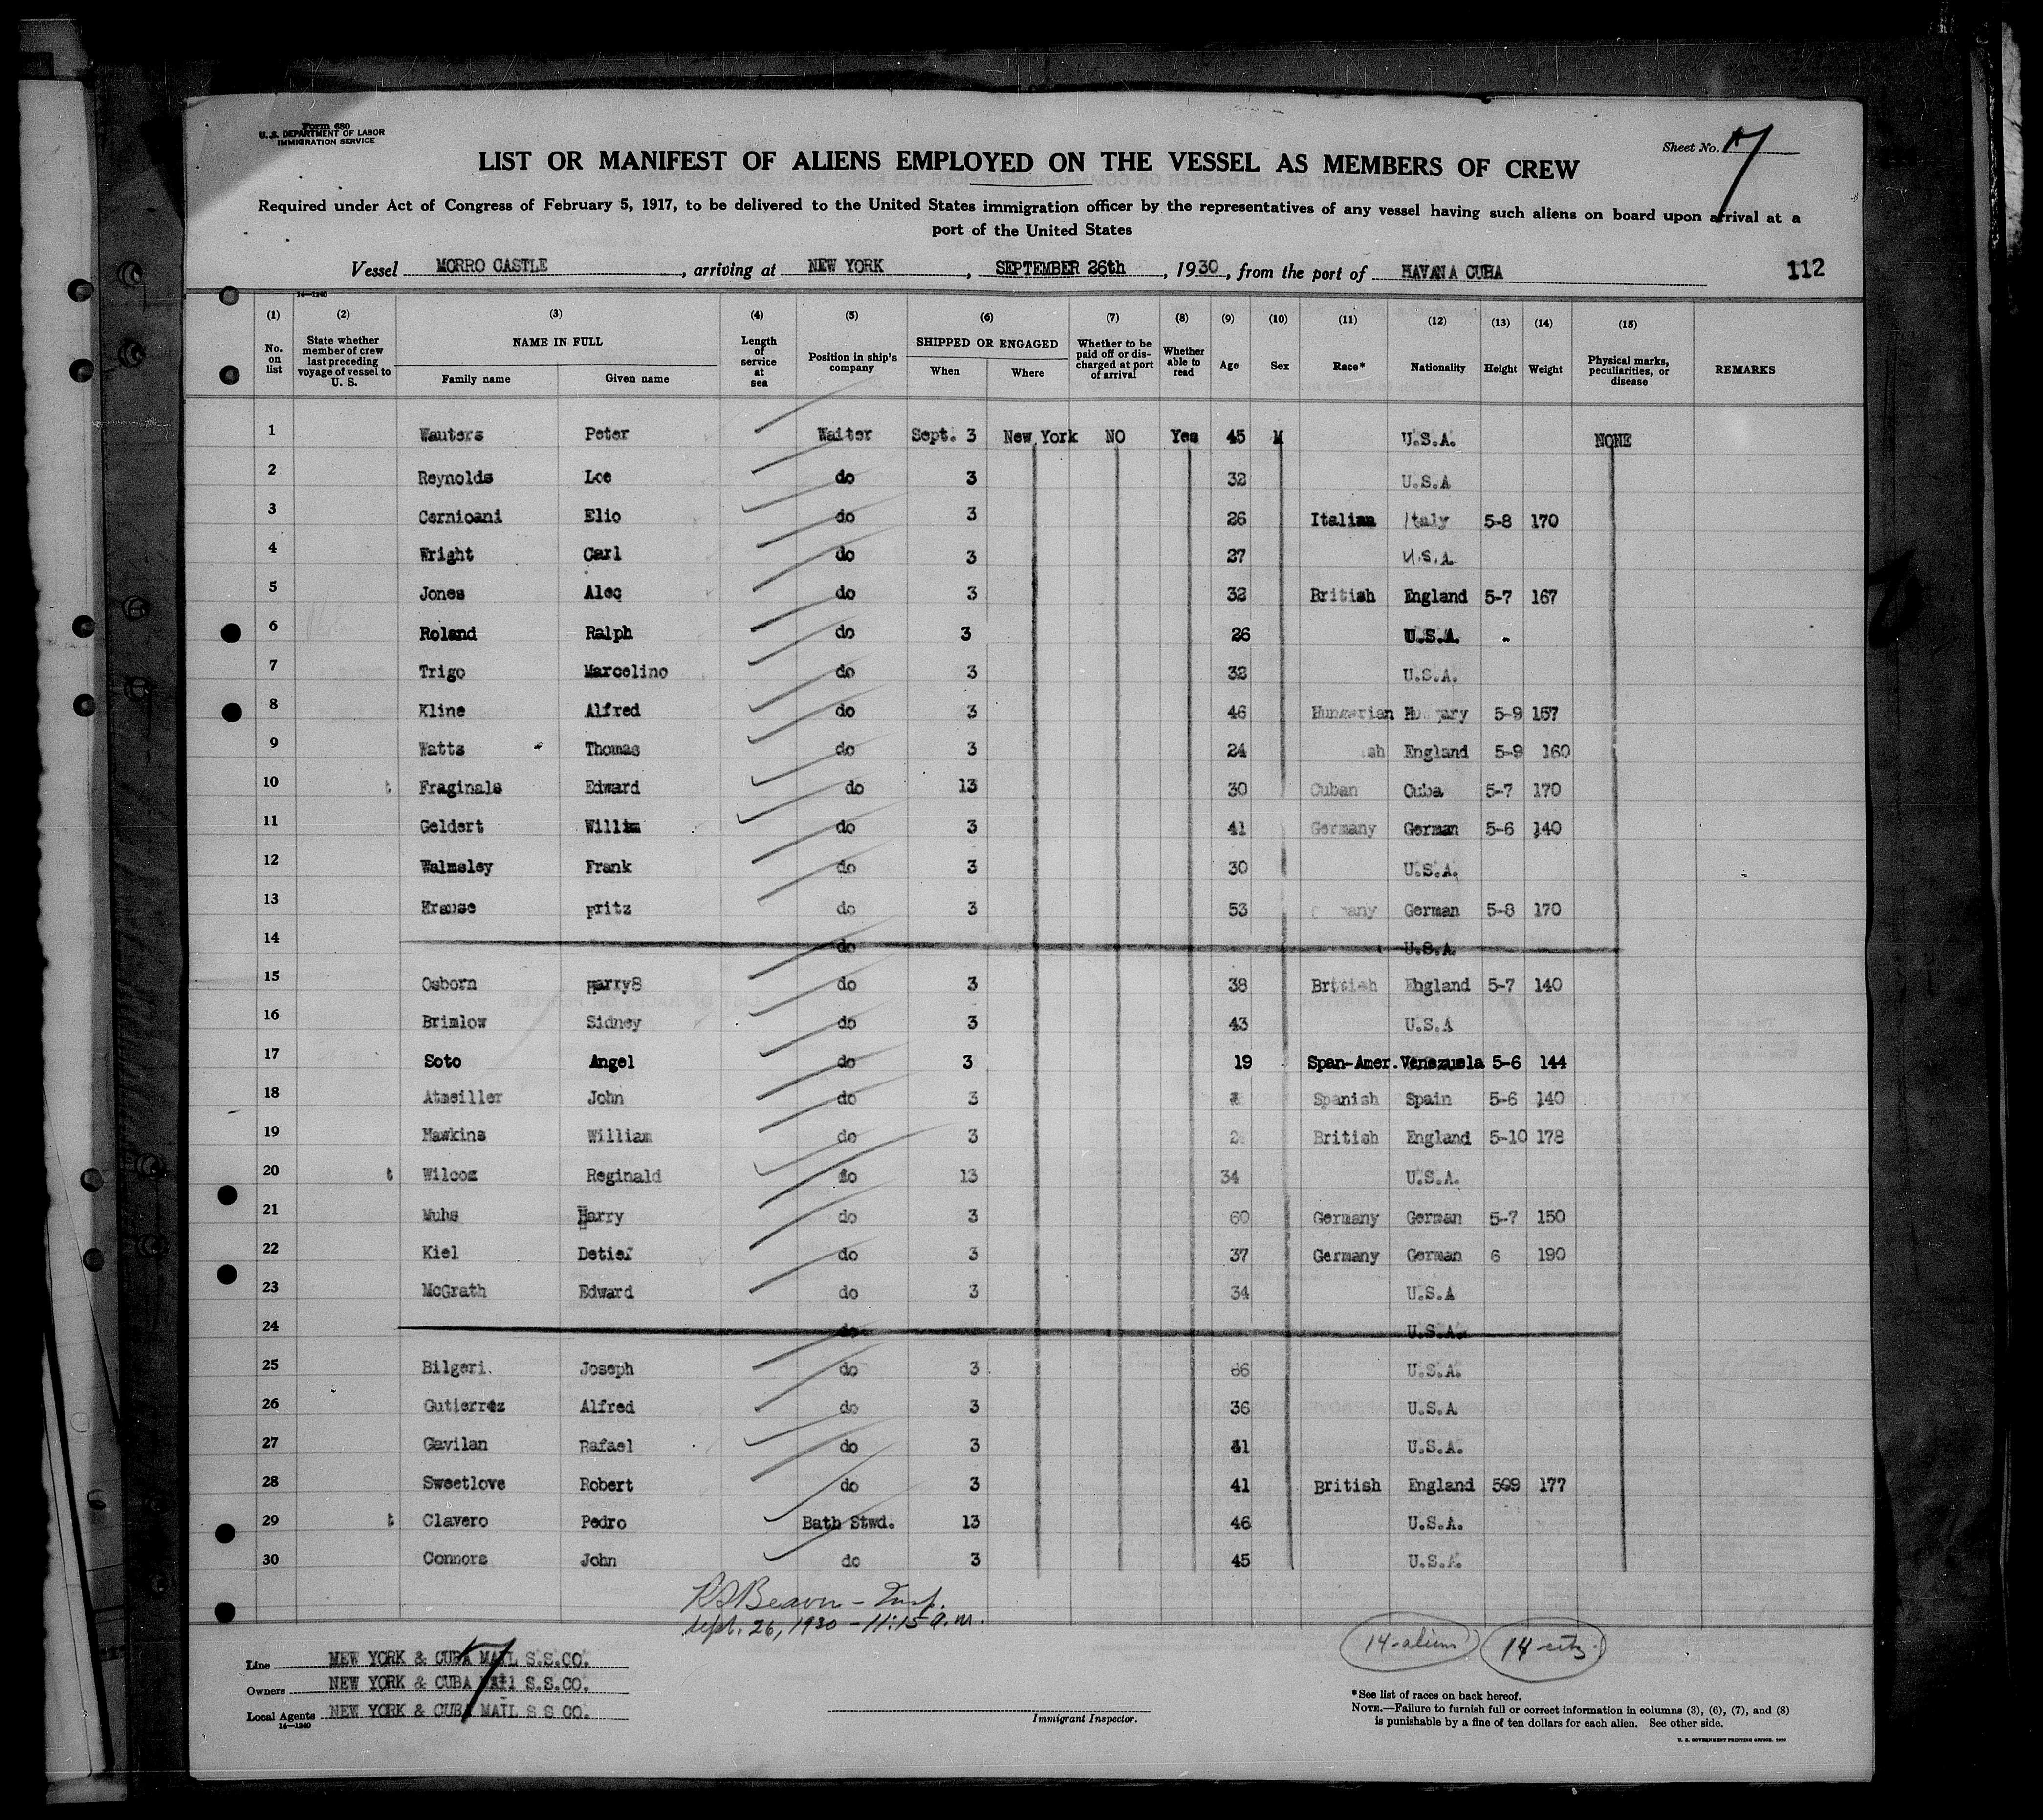 Form 680
U. S. DEPARTMENT OF LABOR
IMMIGRATION SERVICE
Sheet No. 7
LIST OR MANIFEST OF ALIENS EMPLOYED ON THE VESSEL AS MEMBERS OF CREW
Required under Act of Congress of February 5, 1917, to be delivered to the United States immigration officer by the representatives of any vessel having such aliens on board upon arrival at a
port of the United States
Vessel MORRO CASTLE, arriving at NEW YORK, SEPTEMBER 26th, 1930, from the port of HAVANA CUBA
112
14—1240
(1) No. on list (2) State whether member of crew last preceding voyage of vessel to U. S. (3) NAME IN FULL Family name Given name (4) Length of service at sea (5) Position in ship's company (6) SHIPPED OR ENGAGED When Where (7) Whether to be paid off or discharged at port of arrival (8) Whether able to read (9) Age (10) Sex (11) Race* (12) Nationality (13) Height (14) Weight (15) Physical marks, peculiarities, or disease REMARKS
1 Wauters Peter Waiter Sept. 3 New York NO Yes 45 M U.S.A. NONE
2 Reynolds Loe do 3 32 U.S.A
3 Cernioani Elio do 3 26 Italian Italy 5-8 170
4 Wright Carl do 3 27 U.S.A.
5 Jones Alec do 3 32 British England 5-7 167
6 Roland Ralph do 3 26 U.S.A.
7 Trigo Marcelino do 3 32 U.S.A.
8 Kline Alfred do 3 46 Hungarian Hungary 5-9 157
9 Watts Thomas do 3 24 England 5-9 160
10 t Fraginals Edward do 13 30 Cuban Cuba 5-7 170
11 Geldert Willim do 3 41 Germany German 5-6 140
12 Walmsley Frank do 3 30 U.S.A.
13 Krause Fritz do 3 53 German 5-8 170
14 do U.S.A.
15 Osborn HarryS do 3 38 British England 5-7 140
16 Brimlow Sidney do 3 43 U.S.A
17 Soto Angel do 3 19 Span-Amer. Venezuela 5-6 144
18 Atmeiller John do 3 Spanish Spain 5-6 140
19 Hawkins William do 3 British England 5-10 178
20 t Wilcox Reginald do 13 34 U.S.A.
21 Muhs Harry do 3 60 Germany German 5-7 150
22 Kiel Detief do 3 37 Germany German 6 190
23 McGrath Edward do 3 34 U.S.A
24 do U.S.A.
25 Bilgeri. Joseph do 3 U.S.A.
26 Gutierrez Alfred do 3 36 U.S.A
27 Gavilan Rafael do 3 41 U.S.A.
28 Sweetlove Robert do 3 41 British England 509 177
29 t Clavero Pedro Bath Stwd. 13 46 U.S.A.
30 Connors John do 3 45 U.S.A
Insp.
Sept. 26, 1930 - 11:15 a.m.
14-aliens 14-citz.
Line NEW YORK & CUBA MAIL S.S.CO.
Owners NEW YORK & CUBA MAil S.S.CO.
Local Agents NEW YORK & CUBA MAIL S S CO.
14—1240
7
Immigrant Inspector.
*See list of races on back hereof.
NOTE.—Failure to furnish full or correct information in columns (3), (6), (7), and (8)
is punishable by a fine of ten dollars for each alien. See other side.
U. S. GOVERNMENT PRINTING OFFICE. 1930